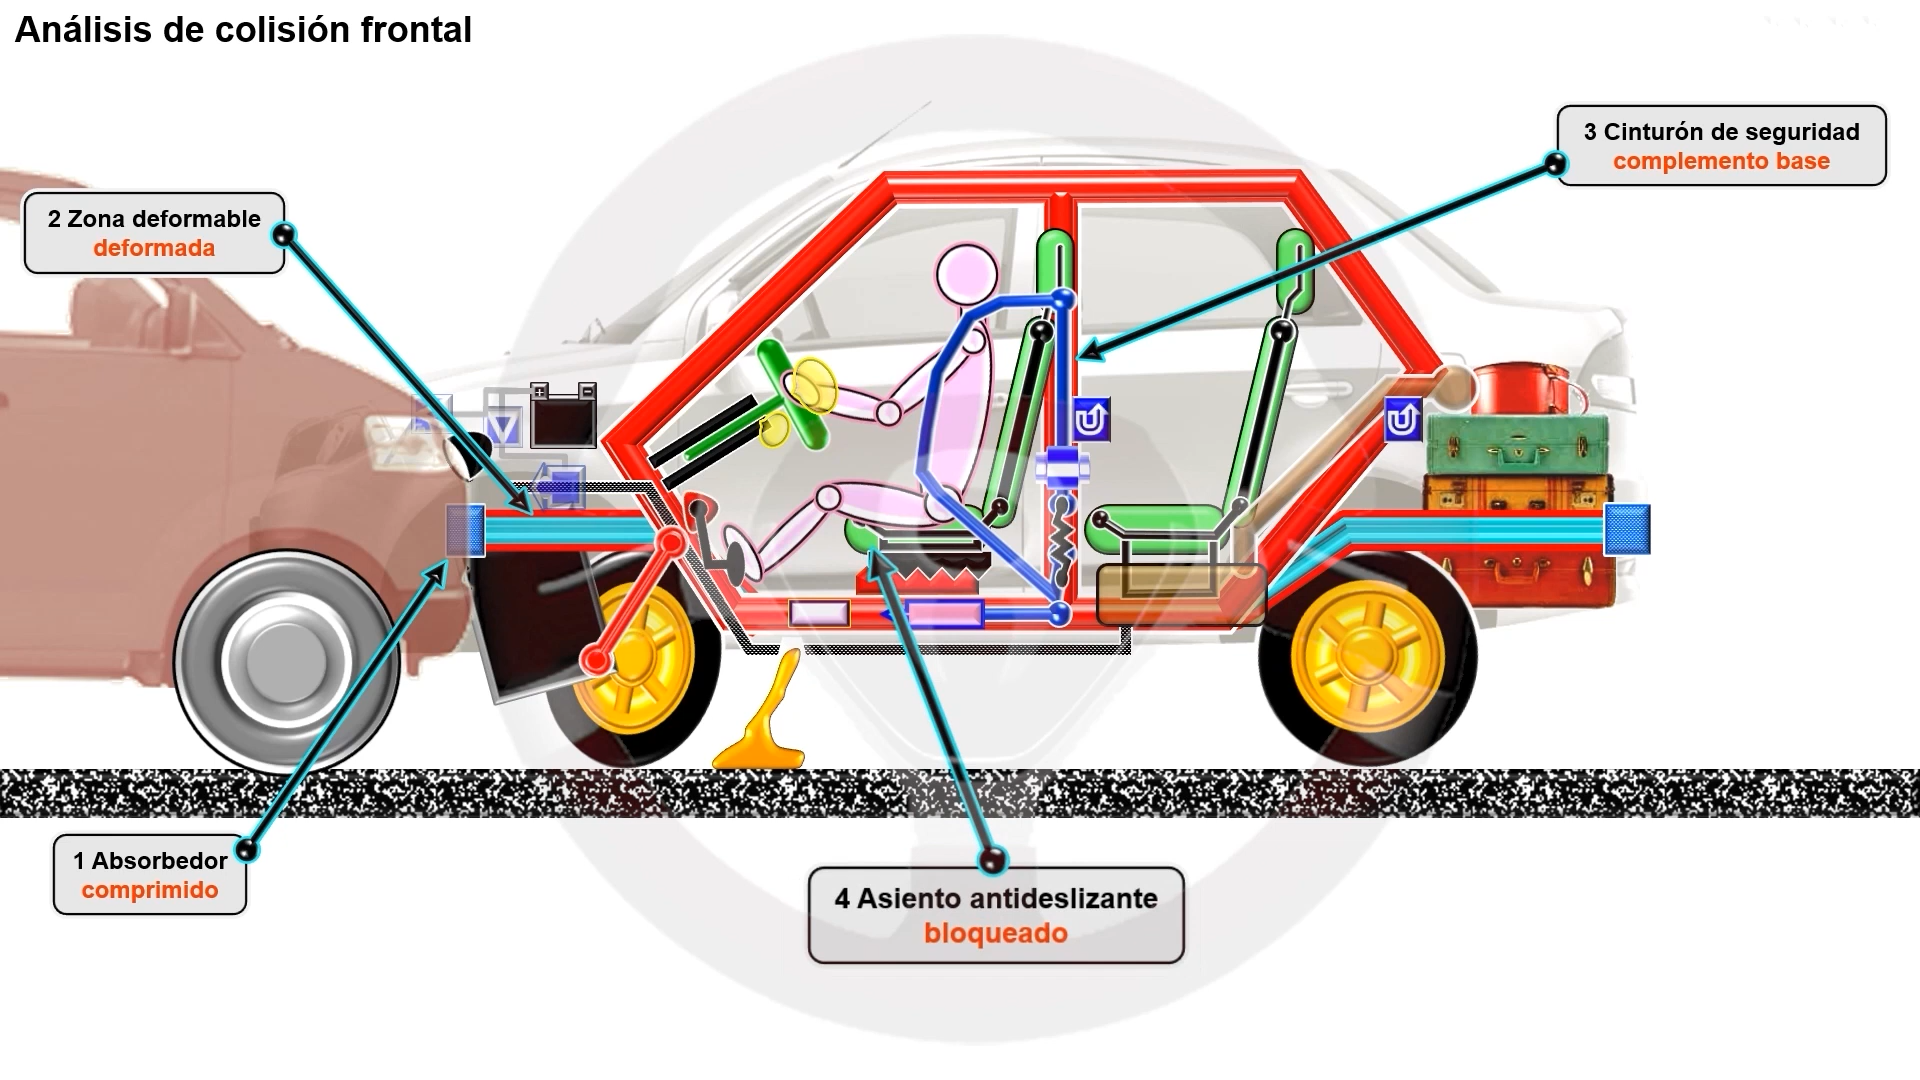 Análisis de colisión frontal
3 Cinturón de seguridad
complemento base
2 Zona deformable
deformada
1 Absorbedor
comprimido
4 Asiento antideslizante
bloqueado